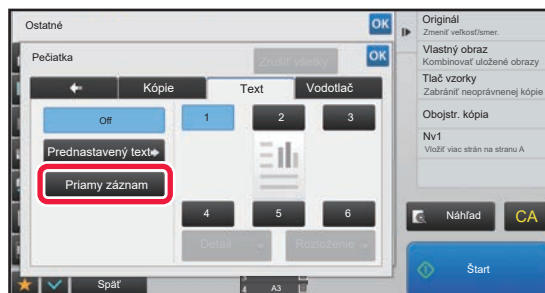 Ostatné
OK
Pečiatka
Zrušiť všetky
OK
Kópie
Text
Vodotlač
Off
Prednastavený text
Priamy záznam
1
2
3
4
5
6
Detail
Rozloženie
Späť
A3
Originál
Zmeniť veľkosť/smer.
Vlastný obraz
Kombinovať uložené obrazy
Tlač vzorky
Zabrániť neoprávnenej kópie
Obojstr. kópia
Nv1
Vložiť viac strán na stranu A
Náhľad
CA
Štart